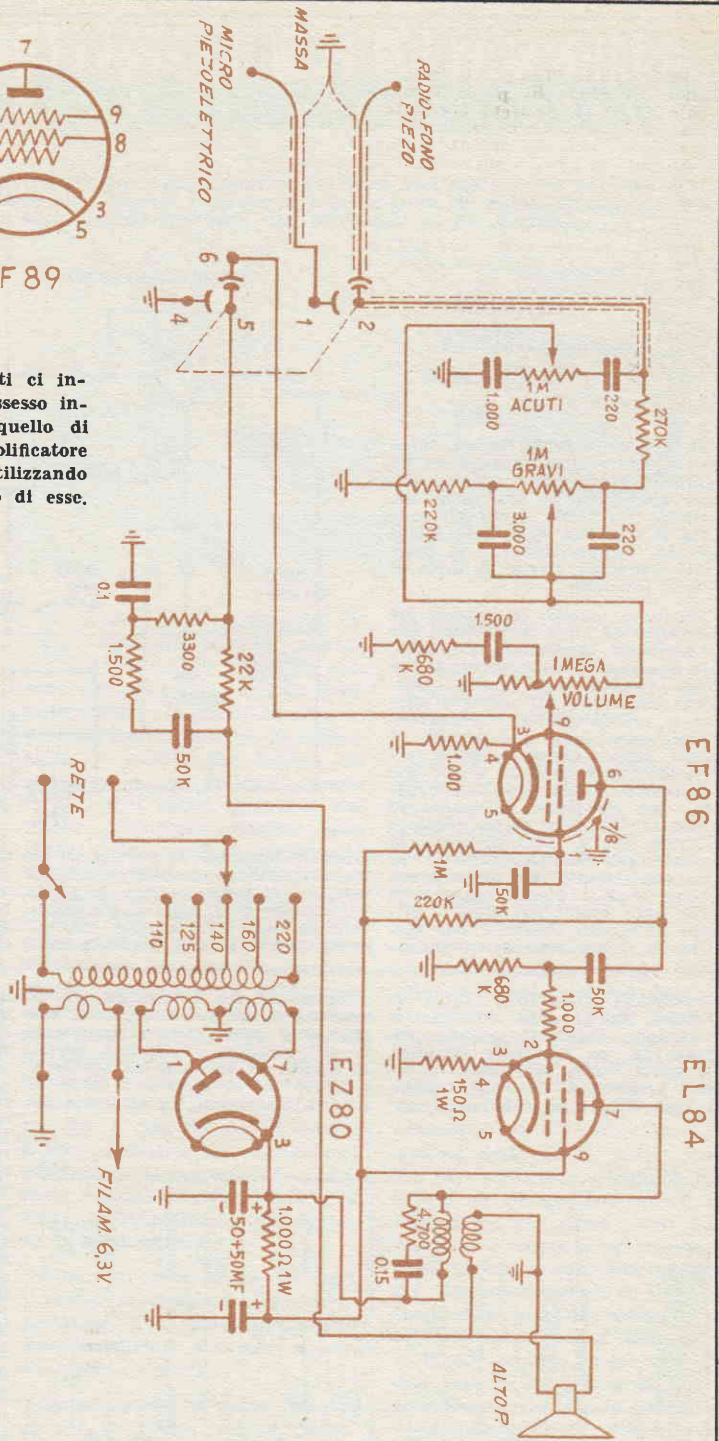 7
9
8
3
5
F 89
ti ci in-
ssesso in-
quello di
plificatore
tilizzando
o di esse.
MICRO
PIEZOELETTRICO
MASSA
RADIO-FONO
PIEZO
6
5
4
1
2
270K
220
1M
ACUTI
1.000
1M
GRAVI
220
3.000
220K
1 MEGA
VOLUME
1.500
680
K
EF86
9
3
4
5
6
7/8
1
1.000
1M
50K
220K
50K
680
K
1.000
EL84
2
3
4
5
7
9
150Ω
1W
22K
3300
0.1
1.500
50K
RETE
110
125
140
160
220
EZ80
1
7
3
FILAM. 6,3V
1.000Ω 1W
50+50MF
+
-
+
-
4.700
0.15
ALTOP.